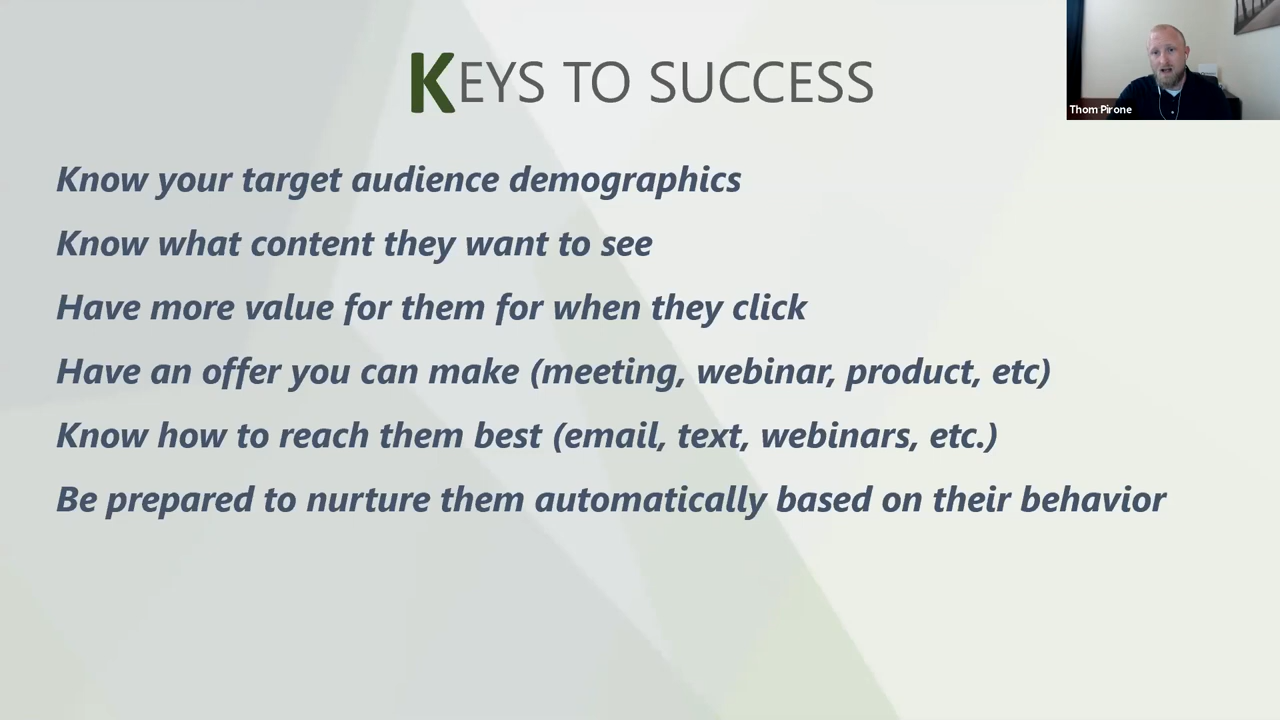 KEYS TO SUCCESS
Thom Pirone
Know your target audience demographics
Know what content they want to see
Have more value for them for when they click
Have an offer you can make (meeting, webinar, product, etc)
Know how to reach them best (email, text, webinars, etc.)
Be prepared to nurture them automatically based on their behavior